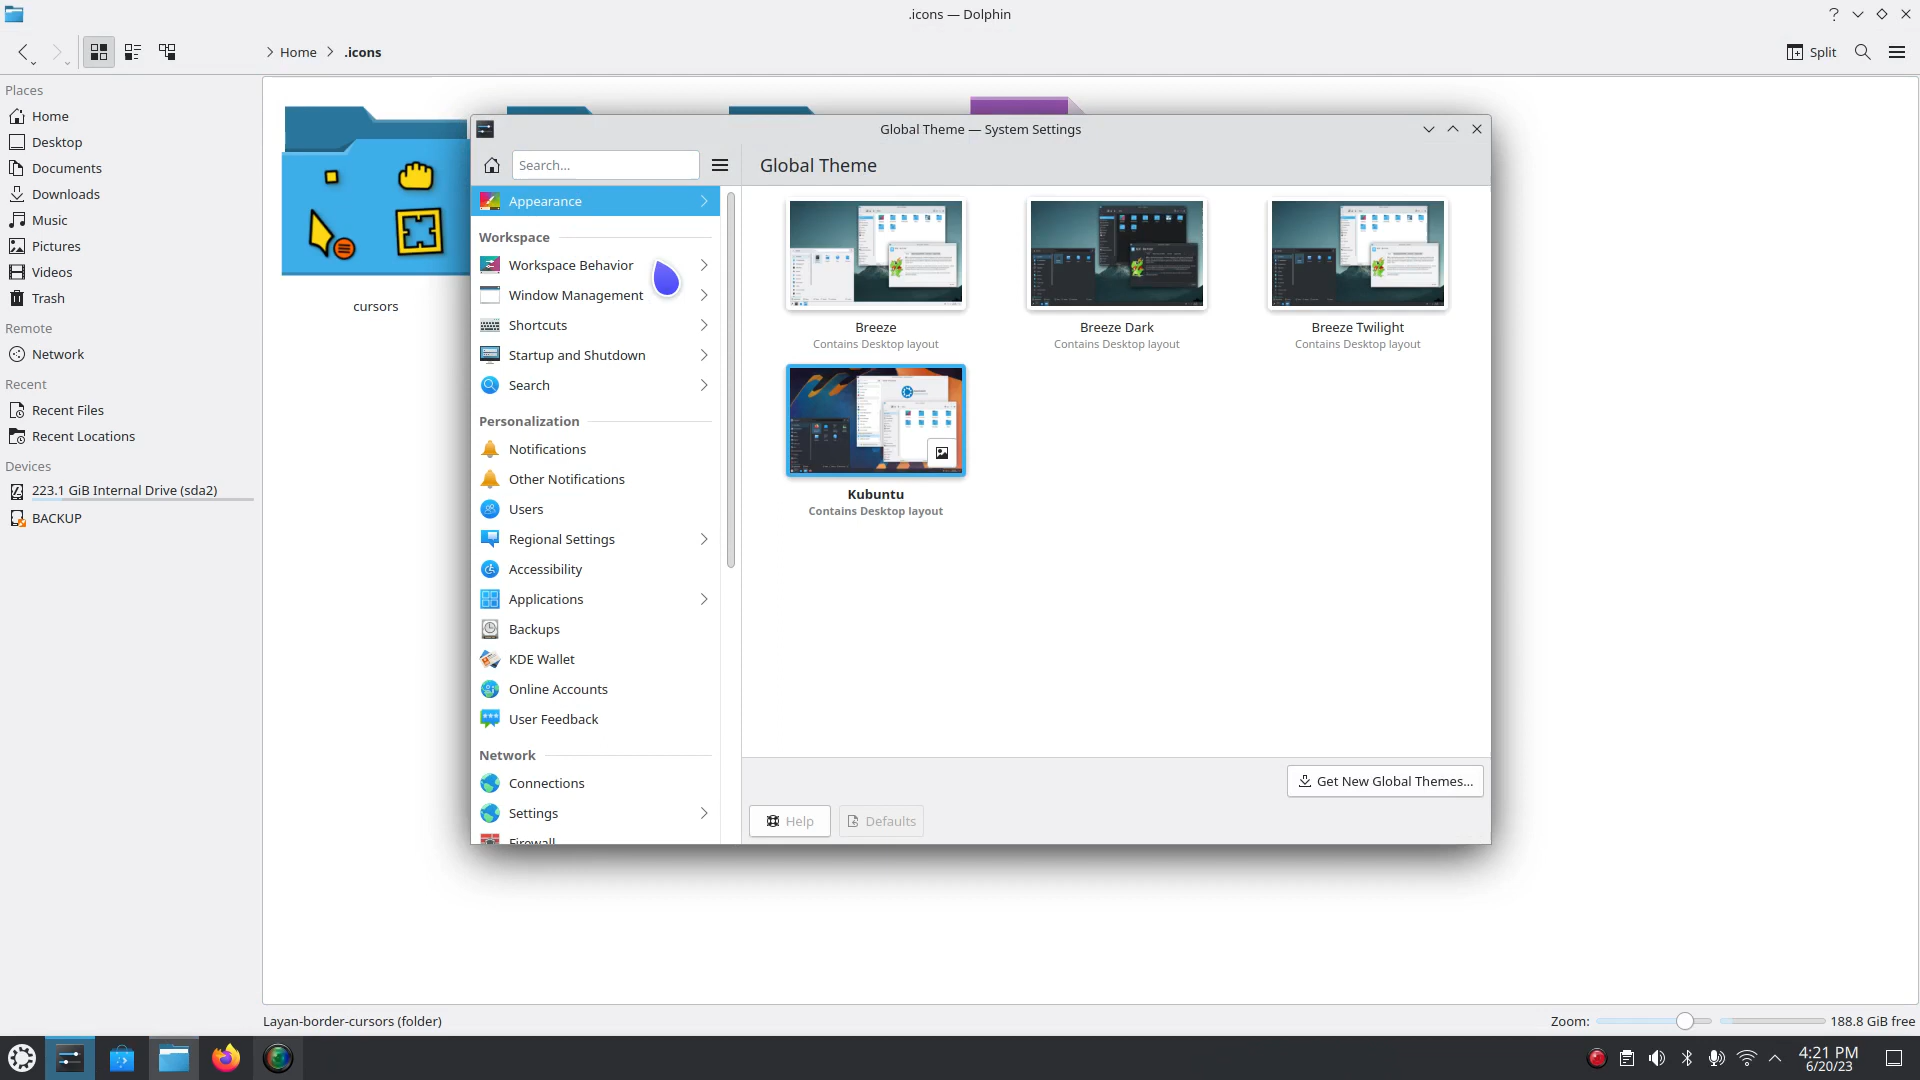 .icons — Dolphin
Home
.icons
Split
Places
Home
Desktop
Documents
Downloads
Music
Pictures
Videos
Trash
Remote
Network
Recent
Recent Files
Recent Locations
Devices
223.1 GiB Internal Drive (sda2)
BACKUP
cursors
Global Theme — System Settings
Search...
Global Theme
Appearance
Workspace
Workspace Behavior
Window Management
Shortcuts
Startup and Shutdown
Search
Personalization
Notifications
Other Notifications
Users
Regional Settings
Accessibility
Applications
Backups
KDE Wallet
Online Accounts
User Feedback
Network
Connections
Settings
Firewall
Breeze
Contains Desktop layout
Breeze Dark
Contains Desktop layout
Breeze Twilight
Contains Desktop layout
Kubuntu
Contains Desktop layout
Get New Global Themes...
Help
Defaults
Layan-border-cursors (folder)
Zoom:
188.8 GiB free
4:21 PM
6/20/23